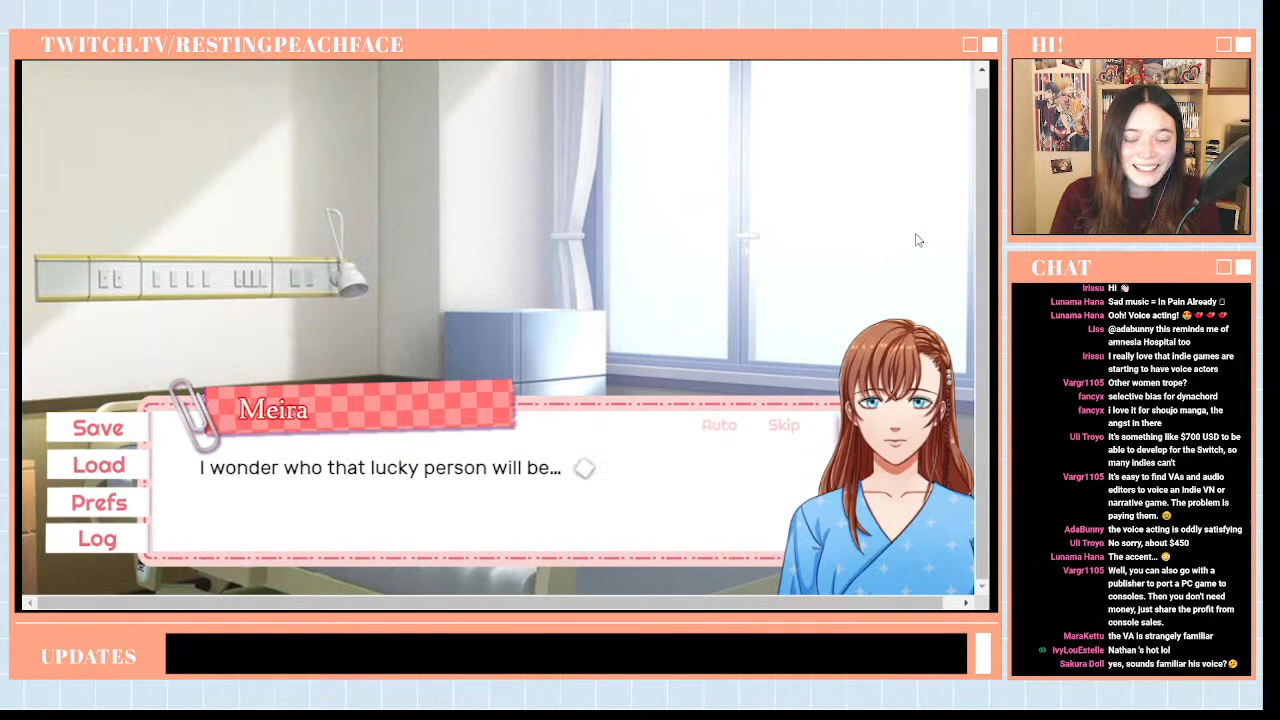 TWITCH.TV/RESTINGPEACHFACE
HI!
Meira
Auto
Skip
I wonder who that lucky person will be...
Save
Load
Prefs
Log
UPDATES
CHAT
Irissu Hi
Lunama Hana Sad music = In Pain Already
Lunama Hana Ooh! Voice acting!
Liss @adabunny this reminds me of
amnesia Hospital too
Irissu I really love that indie games are
starting to have voice actors
Vargr1105 Other women trope?
fancyx selective bias for dynachord
fancyx i love it for shoujo manga, the
angst in there
Uli Troyo It's something like $700 USD to be
able to develop for the Switch, so
many Indies can't
Vargr1105 It's easy to find VAs and audio
editors to voice an Indie VN or
narrative game. The problem is
paying them.
AdaBunny the voice acting is oddly satisfying
Uli Troyo No sorry, about $450
Lunama Hana The accent...
Vargr1105 Well, you can also go with a
publisher to port a PC game to
consoles. Then you don't need
money, just share the profit from
console sales.
MaraKettu the VA is strangely familiar
IvyLouEstelle Nathan 's hot lol
Sakura Doll yes, sounds familiar his voice?